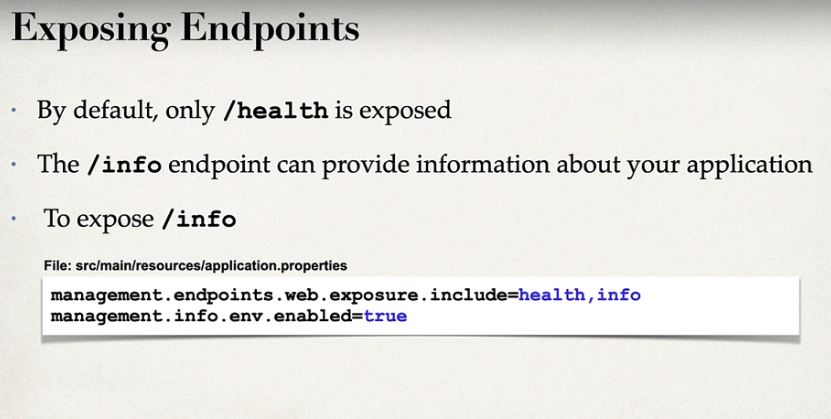 Exposing Endpoints
• By default, only /health is exposed
• The /info endpoint can provide information about your application
• To expose /info
File: src/main/resources/application.properties
management.endpoints.web.exposure.include=health,info
management.info.env.enabled=true